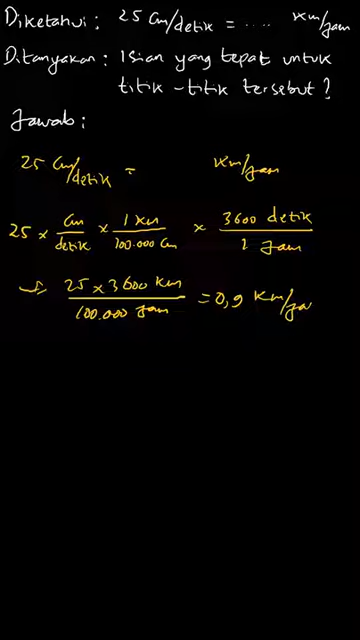 Diketahui: 25 Cm/detik = ..... Km/jam
Ditanyakan: Isian yang tepat untuk
titik-titik tersebut?
Jawab:
25 Cm/detik = Km/jam
25 × Cm/detik × 1 Km/100.000 Cm × 3600 detik/1 jam
⇒ 25 × 3600 Km/100.000 jam = 0,9 Km/ja